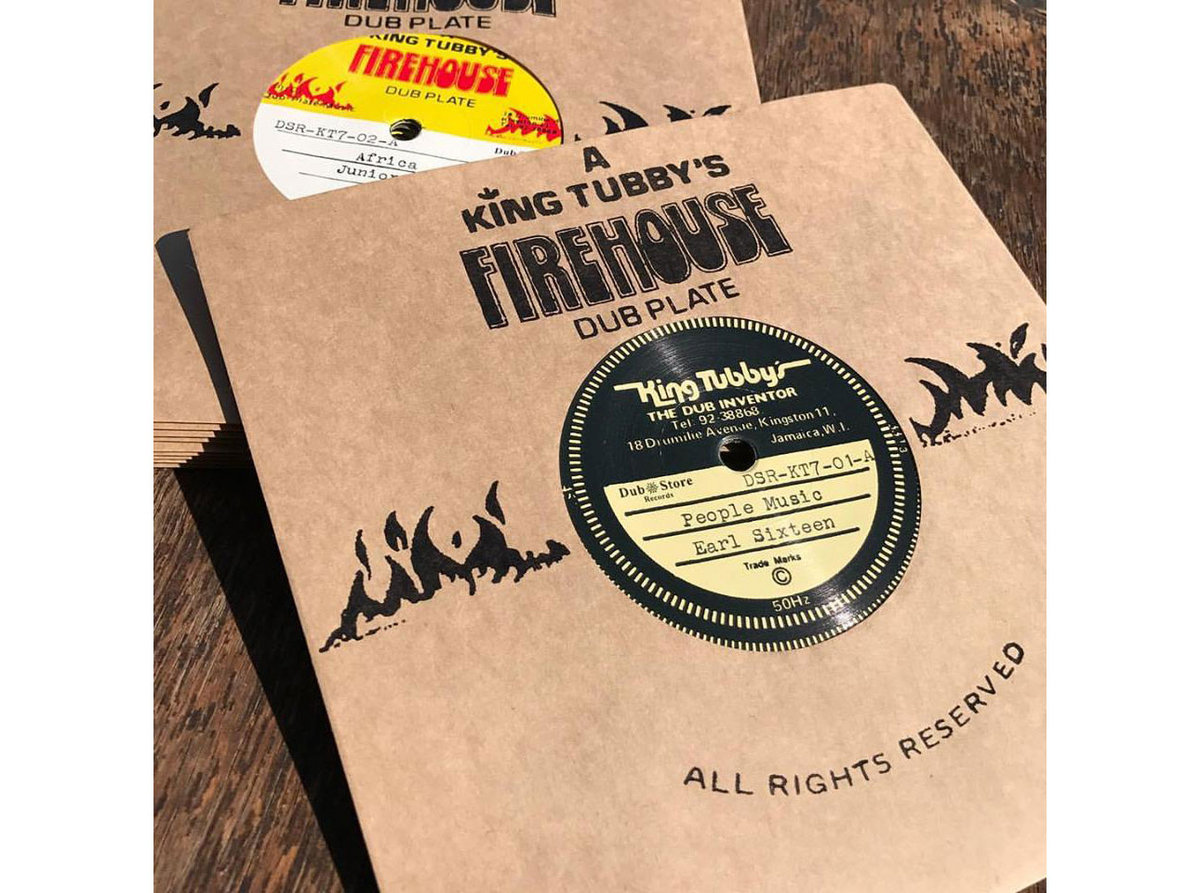 FIREHOUSE
DUB PLATE
KING TUBBY'S
FIREHOUSE
DUB PLATE
DSR-KT7-02-A
Dub
Africa
Junior
A
KING TUBBY'S
FIREHOUSE
DUB PLATE
King Tubby's
THE DUB INVENTOR
Tel. 92-38868
18 Drumilie Avenue, Kingston 11,
Jamaica, W.I.
Dub Store
Records
DSR-KT7-01-A
People Music
Earl Sixteen
Trade Marks
©
50Hz
ALL RIGHTS RESERVED